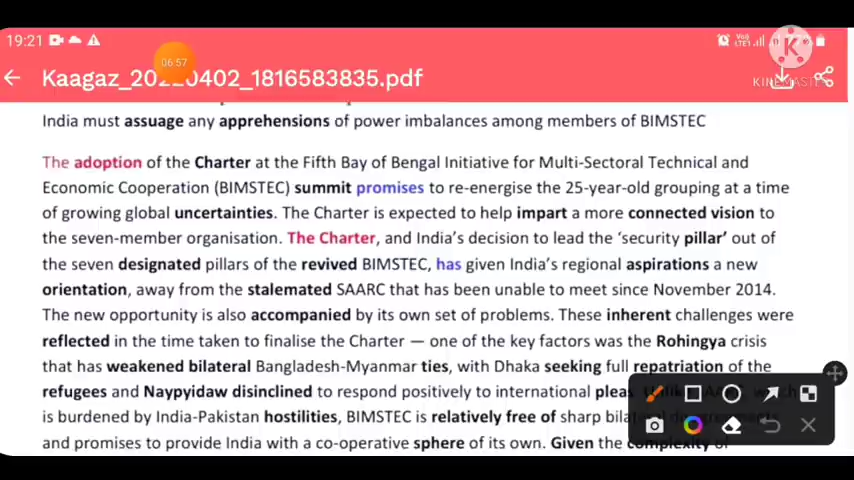 19:21
06:57
Kaagaz_20220402_1816583835.pdf
KINEMASTER
India must assuage any apprehensions of power imbalances among members of BIMSTEC
The adoption of the Charter at the Fifth Bay of Bengal Initiative for Multi-Sectoral Technical and
Economic Cooperation (BIMSTEC) summit promises to re-energise the 25-year-old grouping at a time
of growing global uncertainties. The Charter is expected to help impart a more connected vision to
the seven-member organisation. The Charter, and India's decision to lead the 'security pillar' out of
the seven designated pillars of the revived BIMSTEC, has given India's regional aspirations a new
orientation, away from the stalemated SAARC that has been unable to meet since November 2014.
The new opportunity is also accompanied by its own set of problems. These inherent challenges were
reflected in the time taken to finalise the Charter — one of the key factors was the Rohingya crisis
that has weakened bilateral Bangladesh-Myanmar ties, with Dhaka seeking full repatriation of the
refugees and Naypyidaw disinclined to respond positively to international pleas
is burdened by India-Pakistan hostilities, BIMSTEC is relatively free of sharp
and promises to provide India with a co-operative sphere of its own. Given the complexity of